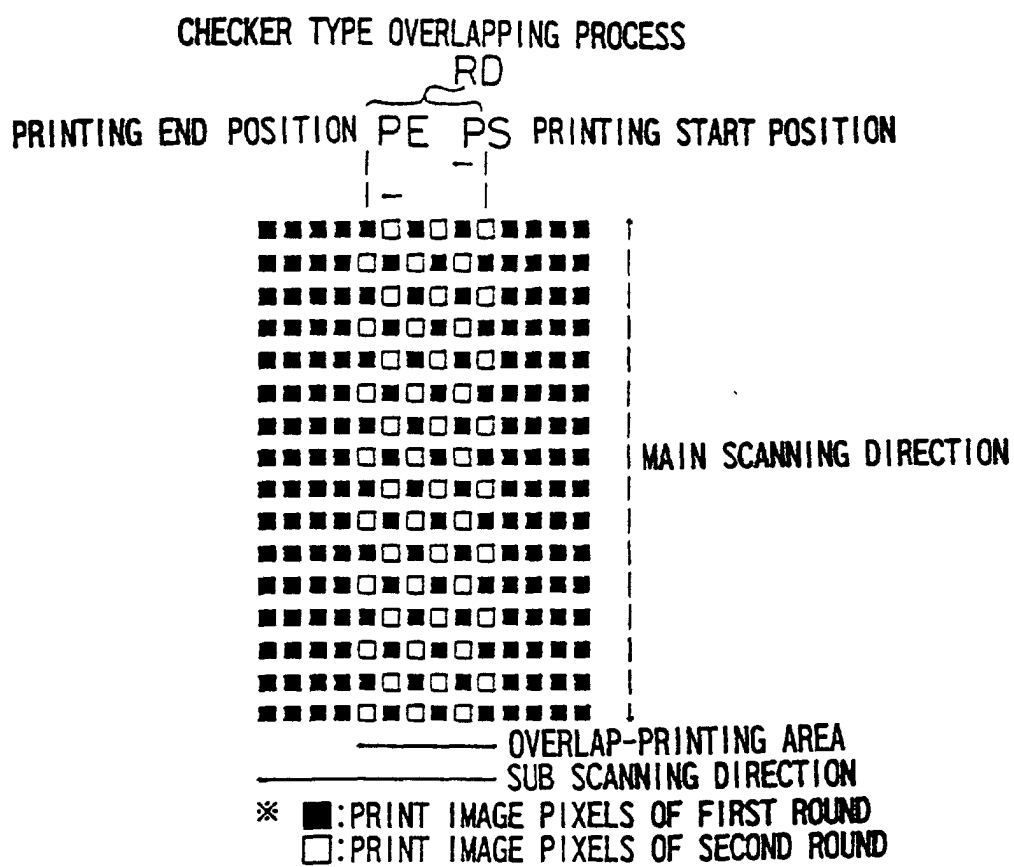 CHECKER TYPE OVERLAPPING PROCESS
RD
PRINTING END POSITION PE PS PRINTING START POSITION
MAIN SCANNING DIRECTION
OVERLAP-PRINTING AREA
SUB SCANNING DIRECTION
※ ■:PRINT IMAGE PIXELS OF FIRST ROUND
□:PRINT IMAGE PIXELS OF SECOND ROUND